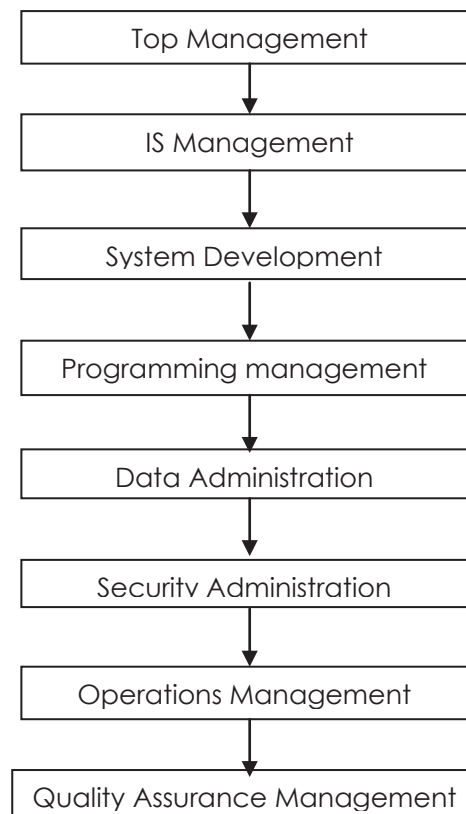 Top Management
IS Management
System Development
Programming management
Data Administration
Security Administration
Operations Management
Quality Assurance Management